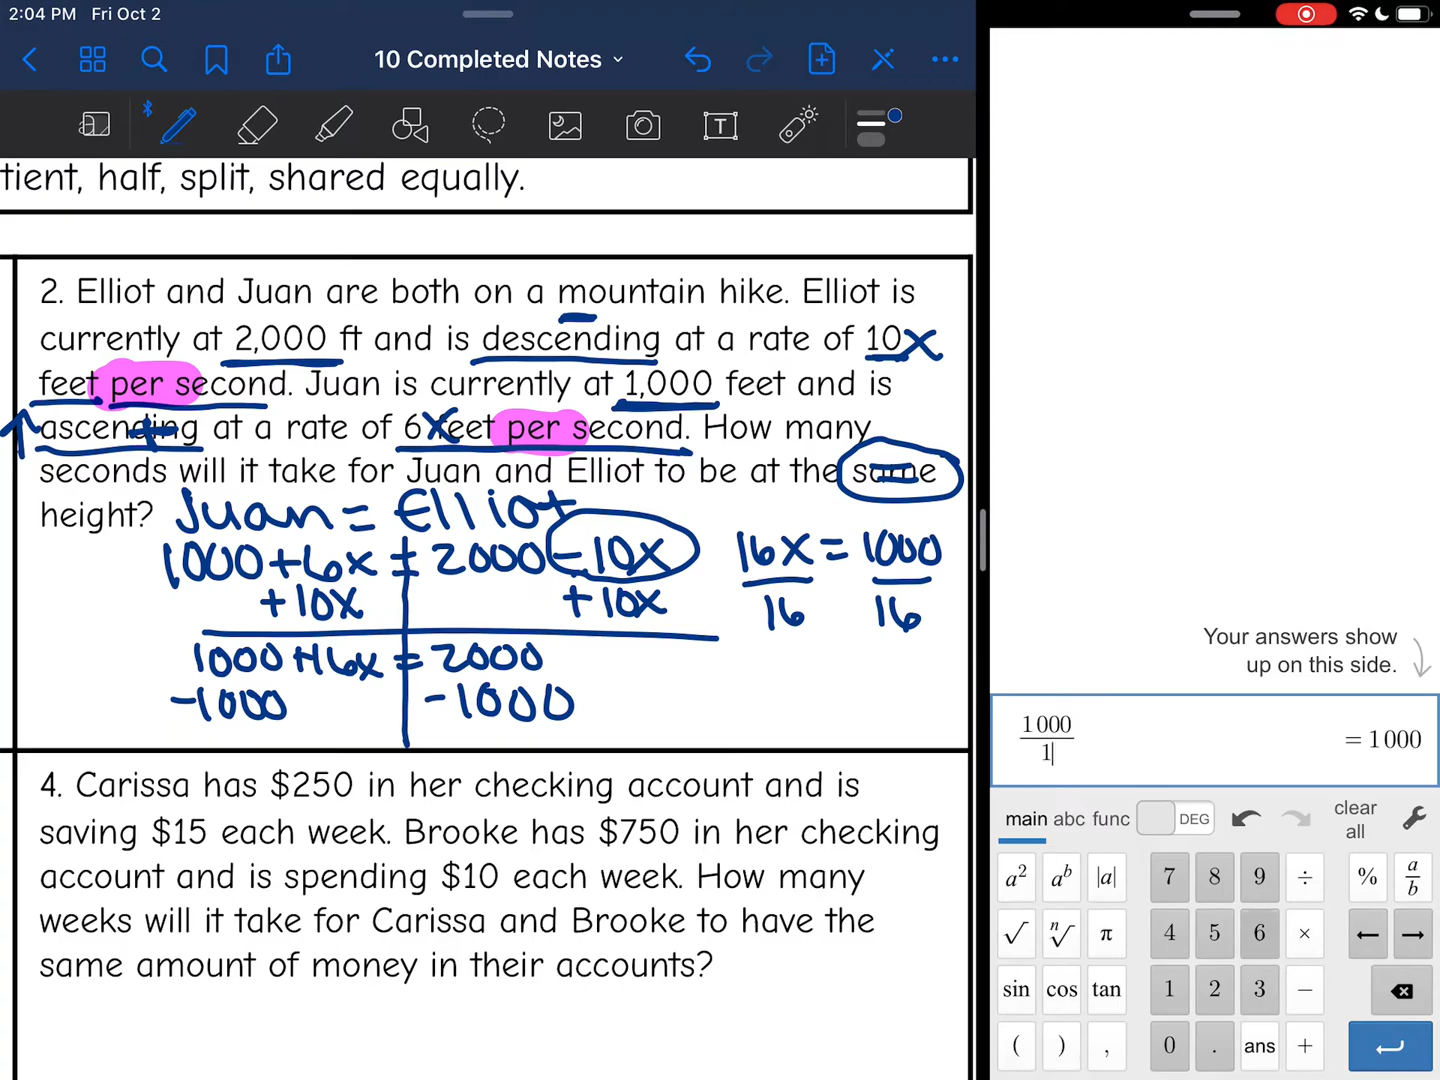 2:04 PM Fri Oct 2
10 Completed Notes
tient, half, split, shared equally.
2. Elliot and Juan are both on a mountain hike. Elliot is
currently at 2,000 ft and is descending at a rate of 10x
feet per second. Juan is currently at 1,000 feet and is
↑ ascending + at a rate of 6x feet per second. How many
seconds will it take for Juan and Elliot to be at the same =
height? Juan = Elliot
1000+6x = 2000-10x
+10x +10x
1000+16x = 2000
-1000 -1000
16x = 1000
16 16
4. Carissa has $250 in her checking account and is
saving $15 each week. Brooke has $750 in her checking
account and is spending $10 each week. How many
weeks will it take for Carissa and Brooke to have the
same amount of money in their accounts?
Your answers show
up on this side.
1000
1
= 1000
main abc func DEG clear
all
a² aᵇ |a| 7 8 9 ÷ % a/b
√ ⁿ√ π 4 5 6 × ← →
sin cos tan 1 2 3 −
( ) , 0 . ans +